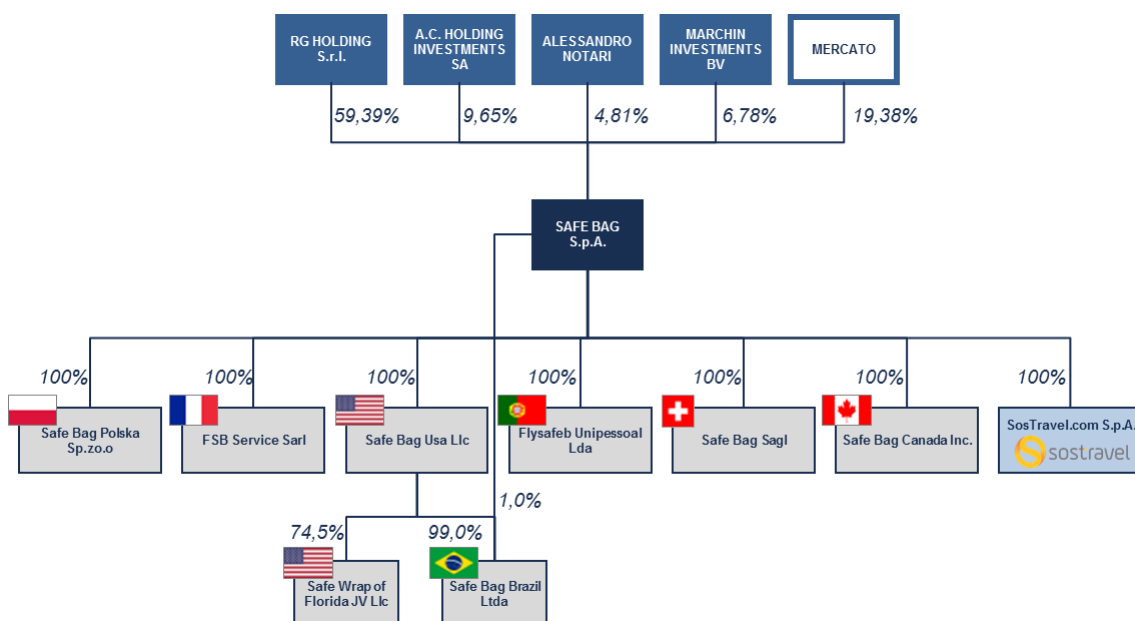 RG HOLDING
S.r.l.
A.C. HOLDING
INVESTMENTS
SA
ALESSANDRO
NOTARI
MARCHIN
INVESTMENTS
BV
MERCATO
59,39%
9,65%
4,81%
6,78%
19,38%
SAFE BAG
S.p.A.
100%
100%
100%
100%
100%
100%
100%
Safe Bag Polska
Sp.zo.o
FSB Service Sarl
Safe Bag Usa Llc
Flysafeb Unipessoal
Lda
Safe Bag Sagl
Safe Bag Canada Inc.
SosTravel.com S.p.A.
sostravel
1,0%
74,5%
99,0%
Safe Wrap of
Florida JV Llc
Safe Bag Brazil
Ltda